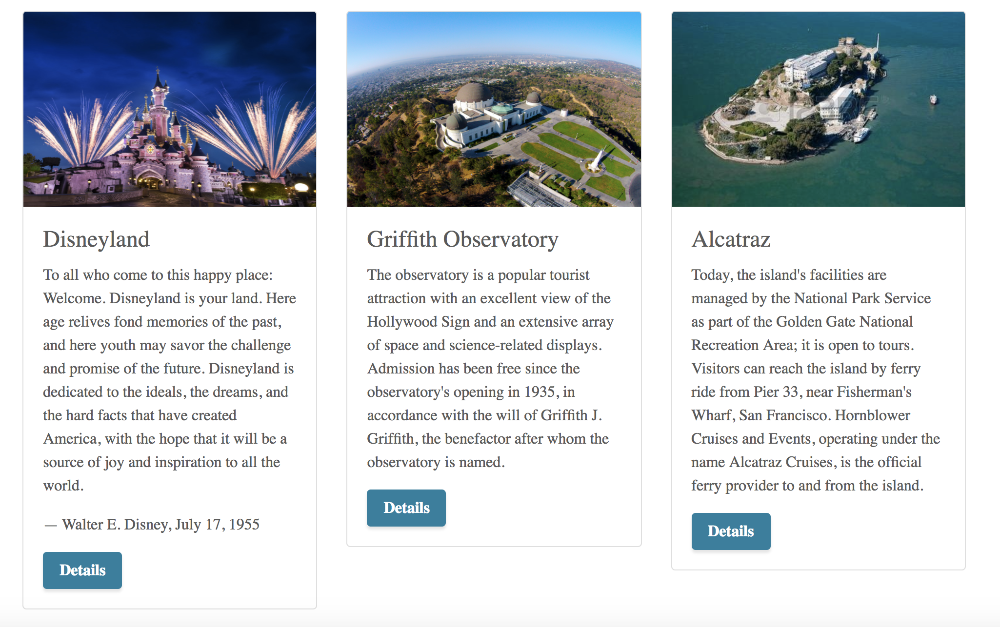 Disneyland
To all who come to this happy place:
Welcome. Disneyland is your land. Here
age relives fond memories of the past,
and here youth may savor the challenge
and promise of the future. Disneyland is
dedicated to the ideals, the dreams, and
the hard facts that have created
America, with the hope that it will be a
source of joy and inspiration to all the
world.
— Walter E. Disney, July 17, 1955
Details
Griffith Observatory
The observatory is a popular tourist
attraction with an excellent view of the
Hollywood Sign and an extensive array
of space and science-related displays.
Admission has been free since the
observatory's opening in 1935, in
accordance with the will of Griffith J.
Griffith, the benefactor after whom the
observatory is named.
Details
Alcatraz
Today, the island's facilities are
managed by the National Park Service
as part of the Golden Gate National
Recreation Area; it is open to tours.
Visitors can reach the island by ferry
ride from Pier 33, near Fisherman's
Wharf, San Francisco. Hornblower
Cruises and Events, operating under the
name Alcatraz Cruises, is the official
ferry provider to and from the island.
Details